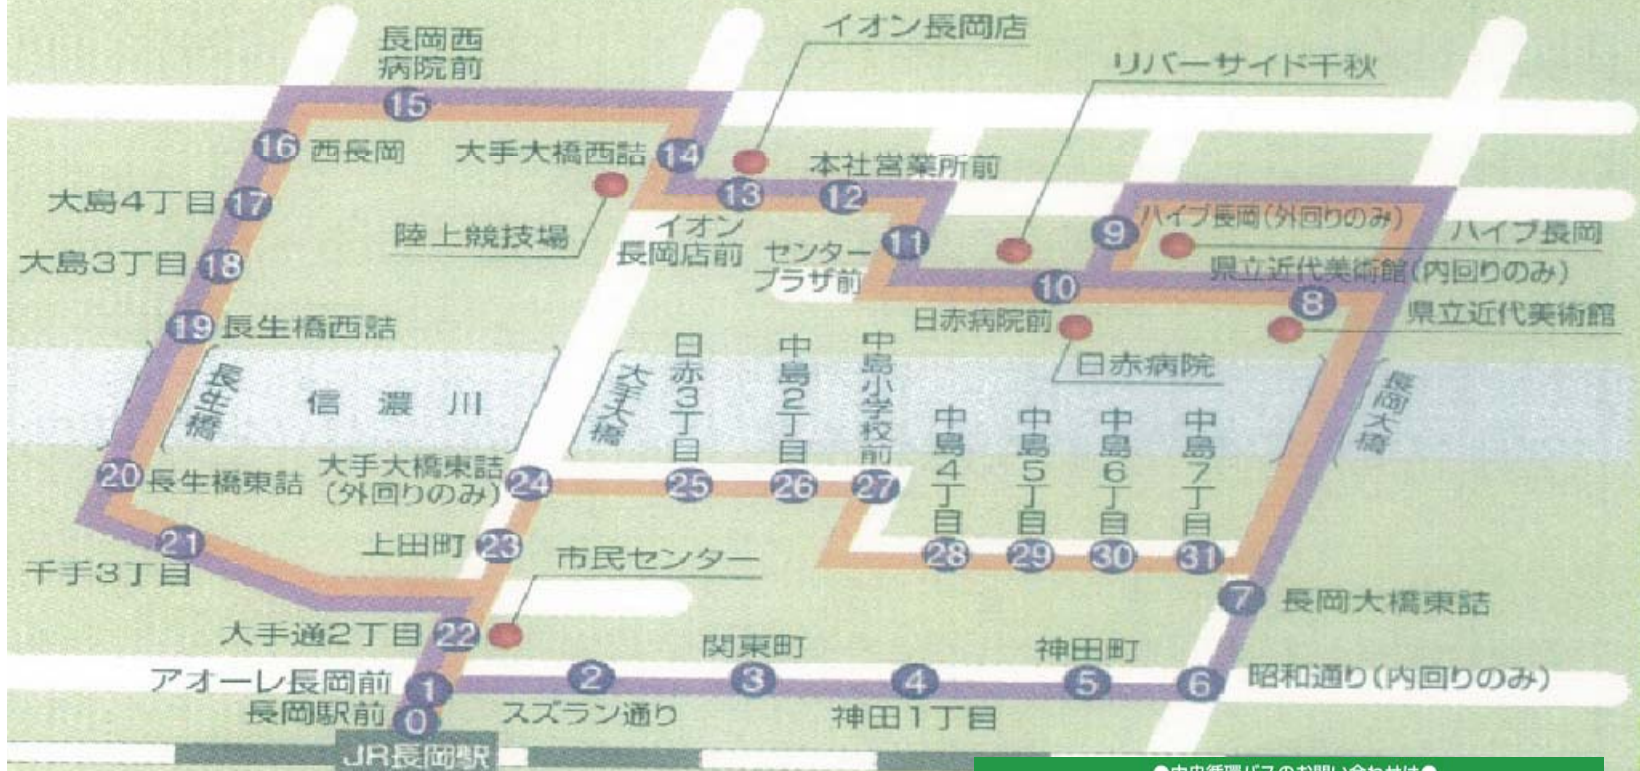 長岡西
病院前
イオン長岡店
リバーサイド千秋
15
16
西長岡
大手大橋西詰
14
13
本社営業所前
12
大島4丁目
17
陸上競技場
イオン
長岡店前
センター
プラザ前
11
9
ハイブ長岡(外回りのみ)
ハイブ長岡
県立近代美術館(内回りのみ)
大島3丁目
18
10
8
日赤病院前
県立近代美術館
19
長生橋西詰
日赤病院
長生橋
信濃川
大手大橋
日赤3丁目
中島2丁目
中島小学校前
中島4丁目
中島5丁目
中島6丁目
中島7丁目
長岡大橋
20
長生橋東詰
大手大橋東詰
(外回りのみ)
24
25
26
27
21
千手3丁目
上田町
23
市民センター
28
29
30
31
7
長岡大橋東詰
大手通2丁目
22
関東町
神田町
アオーレ長岡前
1
2
3
4
5
6
昭和通り(内回りのみ)
長岡駅前
0
スズラン通り
神田1丁目
JR長岡駅
●中央循環バスのお問い合わせは●